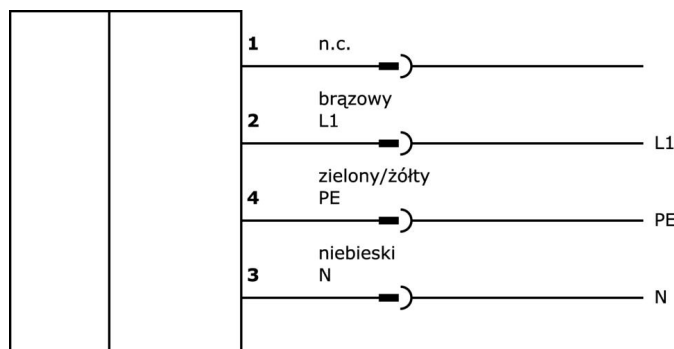 1 n.c.
brązowy
2 L1 L1
zielony/żółty
4 PE PE
niebieski
3 N N